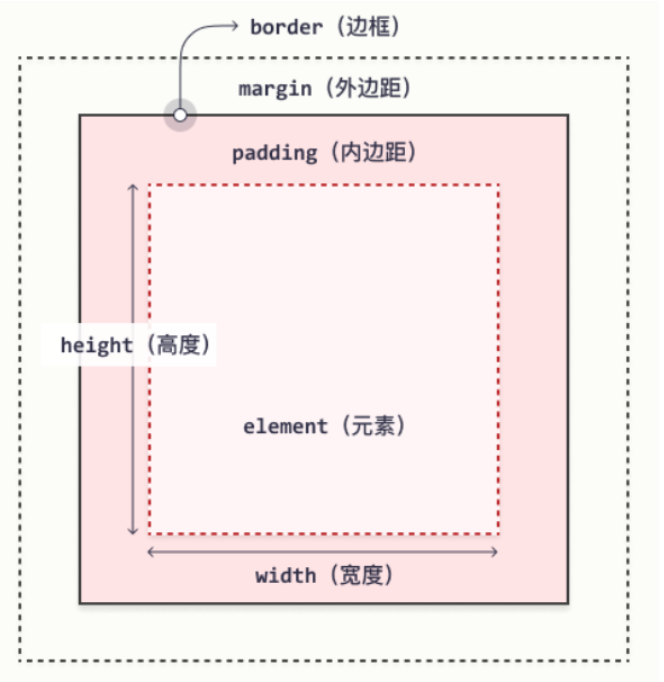 border（边框）
margin（外边距）
padding（内边距）
height（高度）
element（元素）
width（宽度）